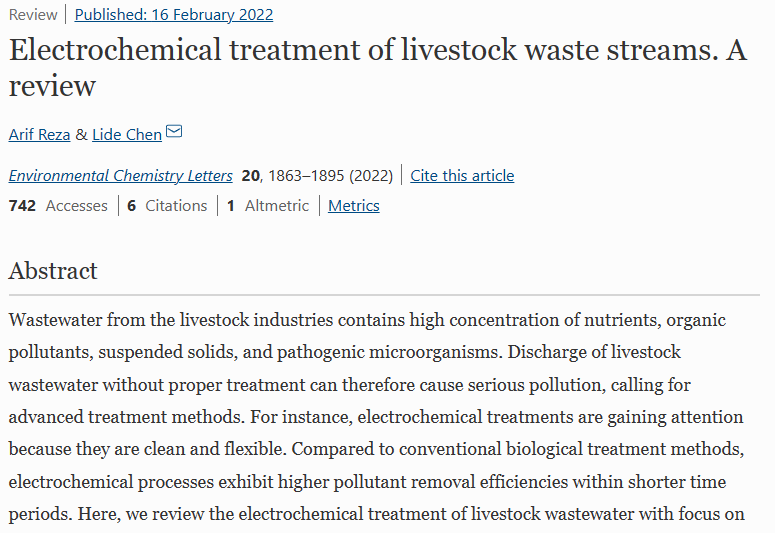 Review | Published: 16 February 2022
Electrochemical treatment of livestock waste streams. A
review
Arif Reza & Lide Chen
Environmental Chemistry Letters 20, 1863–1895 (2022) | Cite this article
742 Accesses | 6 Citations | 1 Altmetric | Metrics
Abstract
Wastewater from the livestock industries contains high concentration of nutrients, organic
pollutants, suspended solids, and pathogenic microorganisms. Discharge of livestock
wastewater without proper treatment can therefore cause serious pollution, calling for
advanced treatment methods. For instance, electrochemical treatments are gaining attention
because they are clean and flexible. Compared to conventional biological treatment methods,
electrochemical processes exhibit higher pollutant removal efficiencies within shorter time
periods. Here, we review the electrochemical treatment of livestock wastewater with focus on